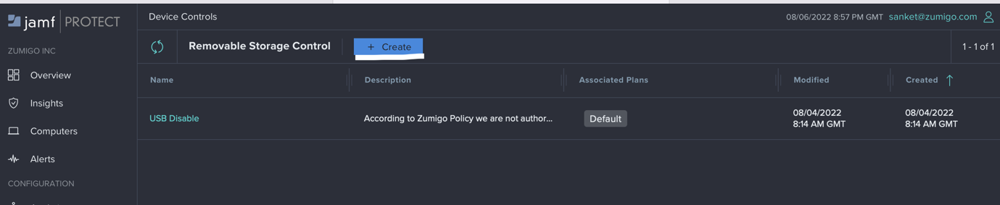 jamf PROTECT
Device Controls
08/06/2022 8:57 PM GMT sanket@zumigo.com
ZUMIGO INC
Removable Storage Control
+ Create
1 - 1 of 1
Overview
Insights
Computers
Alerts
CONFIGURATION
Name Description Associated Plans Modified Created
USB Disable According to Zumigo Policy we are not author... Default
08/04/2022 08/04/2022
8:14 AM GMT 8:14 AM GMT